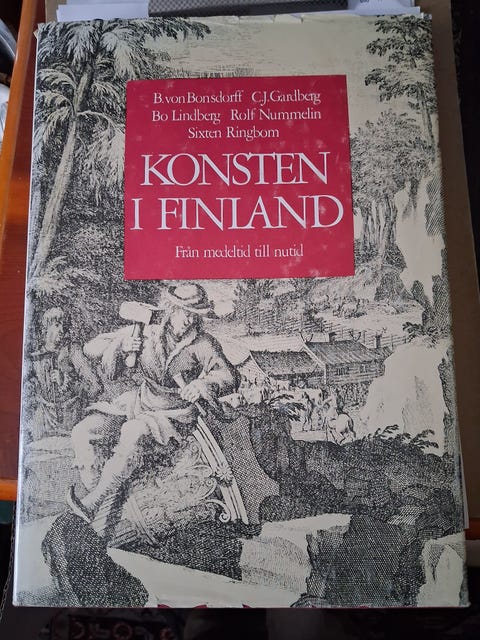 B. von Bonsdorff C.J. Gardberg
Bo Lindberg Rolf Nummelin
Sixten Ringbom
KONSTEN
I FINLAND
Från medeltid till nutid